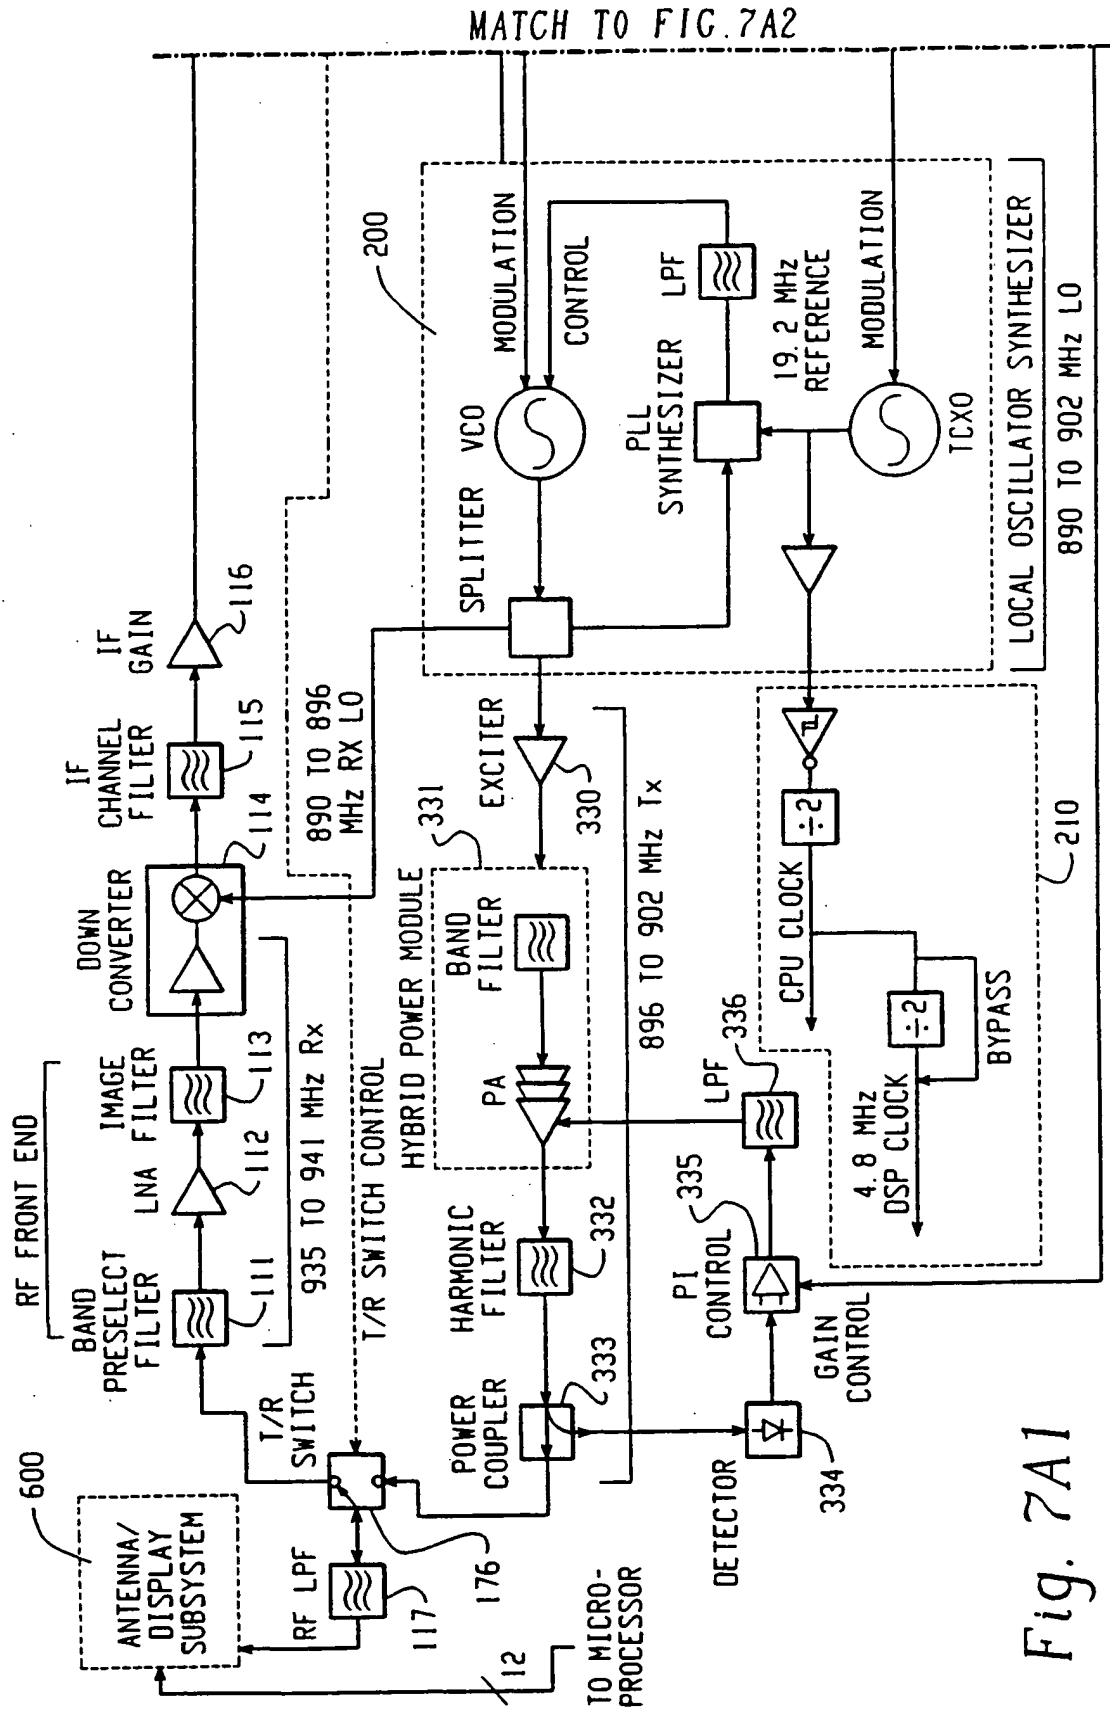 MATCH TO FIG.7A2
RF FRONT END
600
ANTENNA/
DISPLAY
SUBSYSTEM
BAND
PRESELECT
FILTER
111
LNA
112
IMAGE
FILTER
113
DOWN
CONVERTER
114
IF
CHANNEL
FILTER
115
IF
GAIN
116
935 TO 941 MHz Rx
T/R
SWITCH
T/R SWITCH CONTROL
890 TO 896
MHz RX LO
RF LPF
117
176
12
TO MICRO-
PROCESSOR
POWER
COUPLER
333
HARMONIC
FILTER
332
HYBRID POWER MODULE
331
PA
BAND
FILTER
EXCITER
330
896 TO 902 MHz Tx
SPLITTER
VCO
MODULATION
CONTROL
200
PLL
SYNTHESIZER
LPF
19.2 MHz
REFERENCE
MODULATION
TCXO
LOCAL OSCILLATOR SYNTHESIZER
890 TO 902 MHz LO
DETECTOR
334
PI
CONTROL
335
GAIN
CONTROL
LPF
336
CPU CLOCK
÷2
4.8 MHz
DSP CLOCK
÷2
BYPASS
210
Fig. 7A1